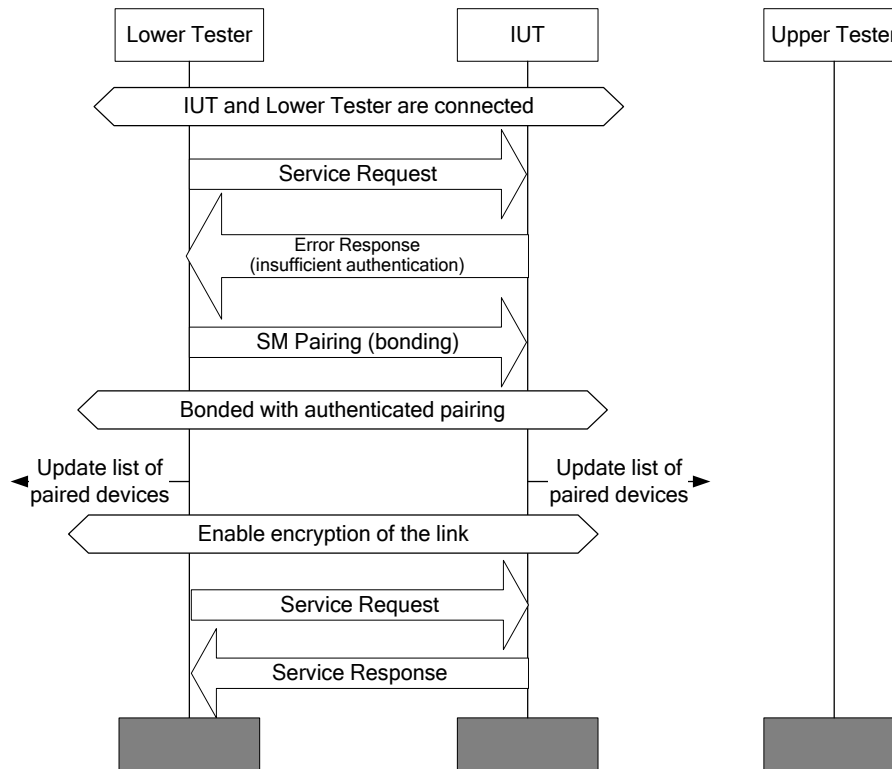 Lower Tester
IUT
Upper Tester
IUT and Lower Tester are connected
Service Request
Error Response
(insufficient authentication)
SM Pairing (bonding)
Bonded with authenticated pairing
Update list of
paired devices
Update list of
paired devices
Enable encryption of the link
Service Request
Service Response